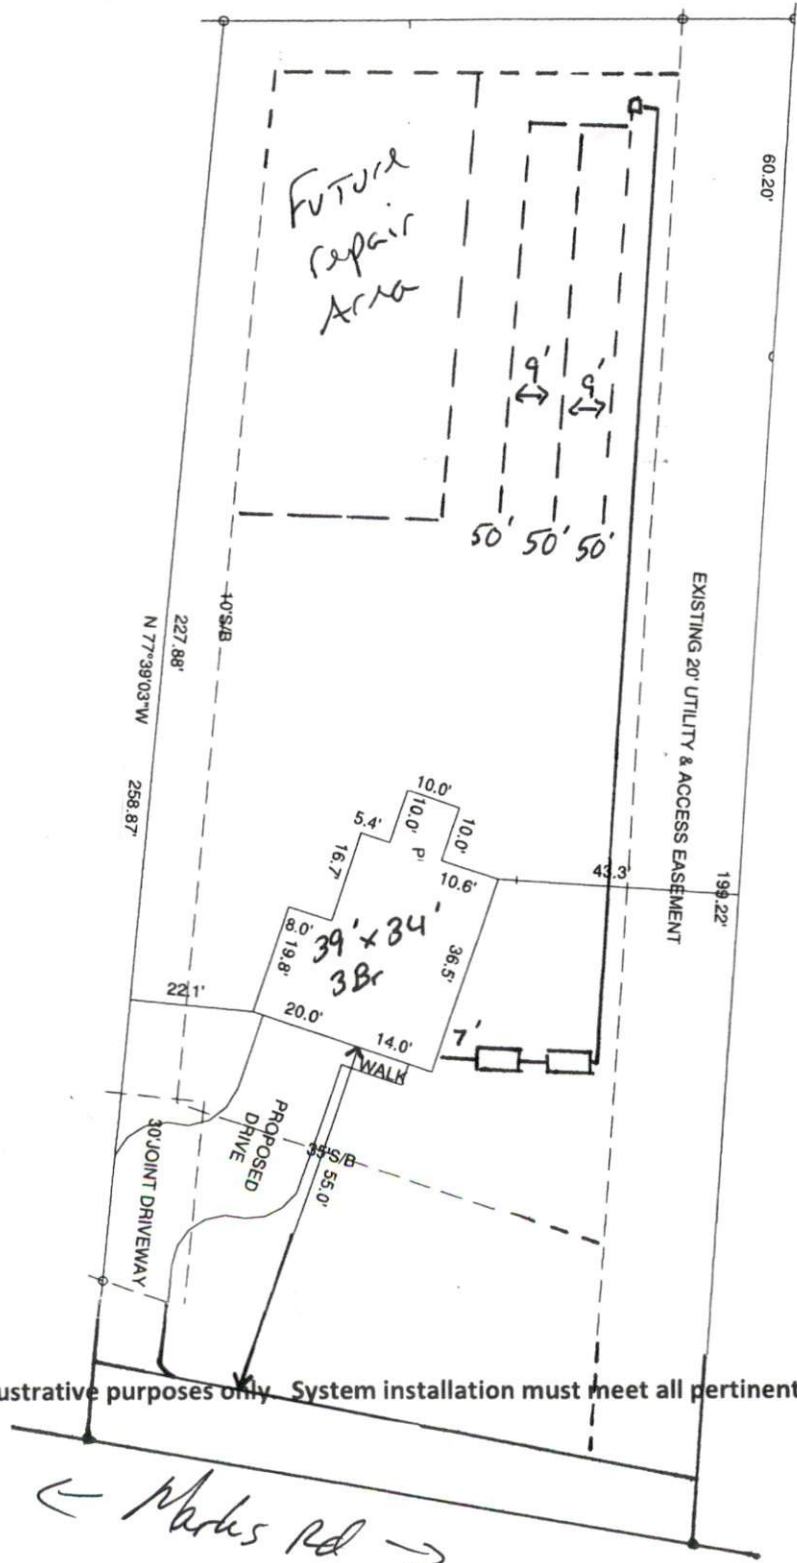 60.20'
Future
repair
Area
9'
9'
50' 50' 50'
EXISTING 20' UTILITY & ACCESS EASEMENT
10'S/B
227.88'
N 77°39'03"W
258.87'
199.22'
10.0'
5.4'
10.0'
10.0'
P
16.7'
10.6'
43.3'
8.0'
39' x 34'
3 Br
19.8'
36.5'
22.1'
20.0'
14.0'
7'
WALK
PROPOSED
DRIVE
35'S/B
55.0'
30'JOINT DRIVEWAY
ustrative purposes only. System installation must meet all pertinent
← Marks Rd →